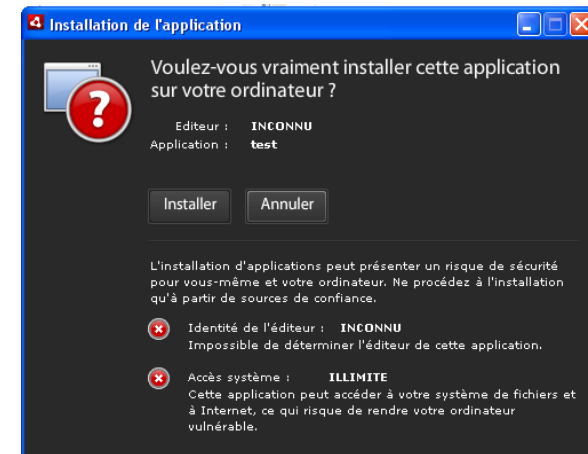 Installation de l'application
Voulez-vous vraiment installer cette application
sur votre ordinateur ?
Editeur : INCONNU
Application : test
Installer Annuler
L'installation d'applications peut présenter un risque de sécurité
pour vous-même et votre ordinateur. Ne procédez à l'installation
qu'à partir de sources de confiance.
Identité de l'éditeur : INCONNU
Impossible de déterminer l'éditeur de cette application.
Accès système : ILLIMITE
Cette application peut accéder à votre système de fichiers et
à Internet, ce qui risque de rendre votre ordinateur
vulnérable.